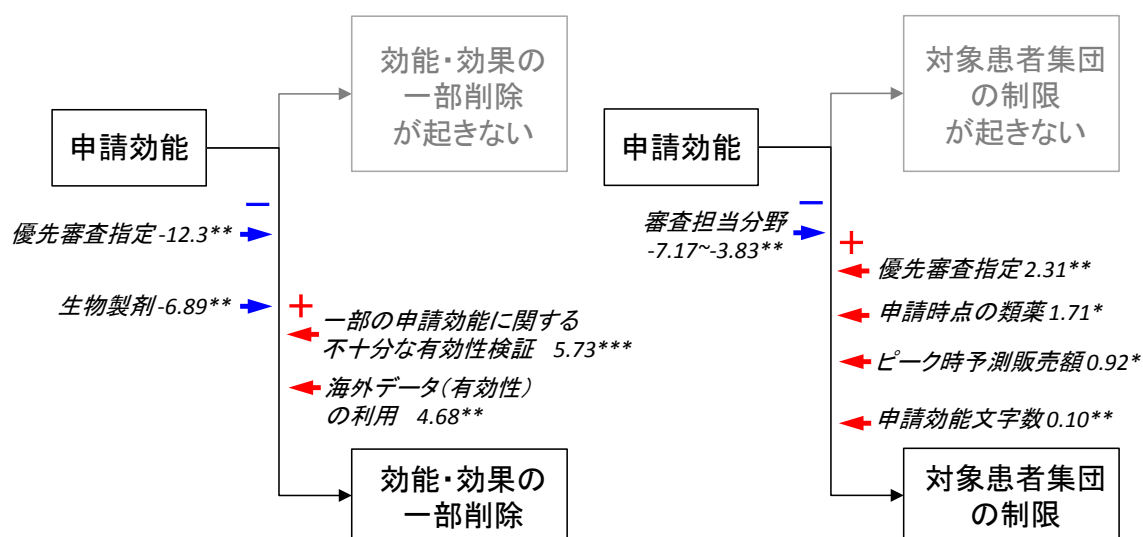 効能・効果の
一部削除
が起きない
申請効能
−
優先審査指定 -12.3**
生物製剤 -6.89**
+
一部の申請効能に関する
不十分な有効性検証 5.73***
海外データ(有効性)
の利用 4.68**
効能・効果の
一部削除
対象患者集団
の制限
が起きない
申請効能
−
審査担当分野
-7.17~-3.83**
+
優先審査指定 2.31**
申請時点の類薬 1.71*
ピーク時予測販売額 0.92*
申請効能文字数 0.10**
対象患者集団
の制限